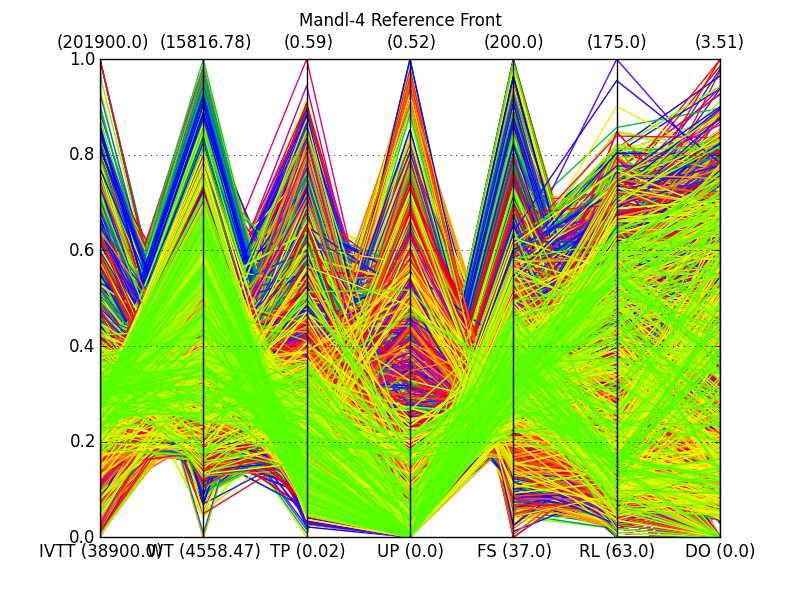 Mandl-4 Reference Front
(201900.0) (15816.78) (0.59) (0.52) (200.0) (175.0) (3.51)
1.0
0.8
0.6
0.4
0.2
0.0
IVTT (38900.0) WT (4558.47) TP (0.02) UP (0.0) FS (37.0) RL (63.0) DO (0.0)